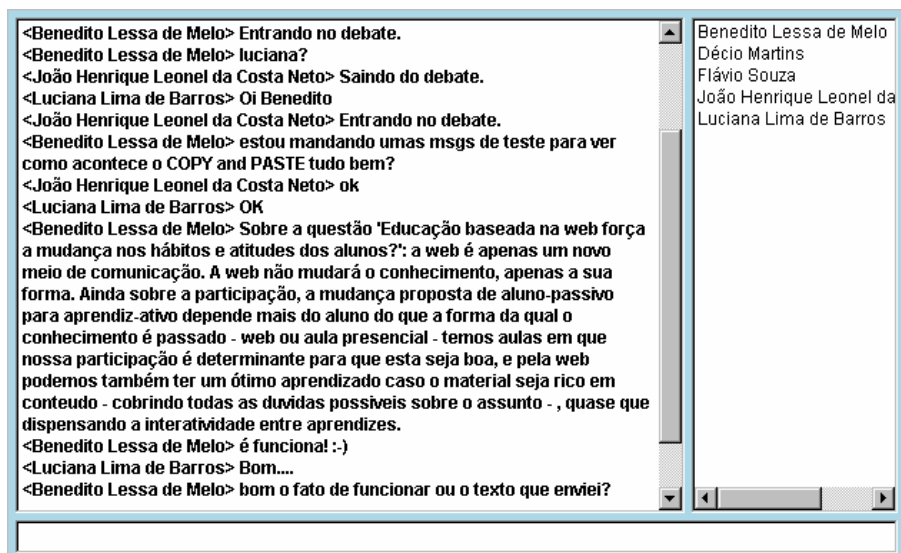 <Benedito Lessa de Melo> Entrando no debate.
<Benedito Lessa de Melo> luciana?
<João Henrique Leonel da Costa Neto> Saindo do debate.
<Luciana Lima de Barros> Oi Benedito
<João Henrique Leonel da Costa Neto> Entrando no debate.
<Benedito Lessa de Melo> estou mandando umas msgs de teste para ver
como acontece o COPY and PASTE tudo bem?
<João Henrique Leonel da Costa Neto> ok
<Luciana Lima de Barros> OK
<Benedito Lessa de Melo> Sobre a questão 'Educação baseada na web força
a mudança nos hábitos e atitudes dos alunos?': a web é apenas um novo
meio de comunicação. A web não mudará o conhecimento, apenas a sua
forma. Ainda sobre a participação, a mudança proposta de aluno-passivo
para aprendiz-ativo depende mais do aluno do que a forma da qual o
conhecimento é passado - web ou aula presencial - temos aulas em que
nossa participação é determinante para que esta seja boa, e pela web
podemos também ter um ótimo aprendizado caso o material seja rico em
conteudo - cobrindo todas as duvidas possiveis sobre o assunto - , quase que
dispensando a interatividade entre aprendizes.
<Benedito Lessa de Melo> é funciona! :-)
<Luciana Lima de Barros> Bom....
<Benedito Lessa de Melo> bom o fato de funcionar ou o texto que enviei?
Benedito Lessa de Melo
Décio Martins
Flávio Souza
João Henrique Leonel da
Luciana Lima de Barros